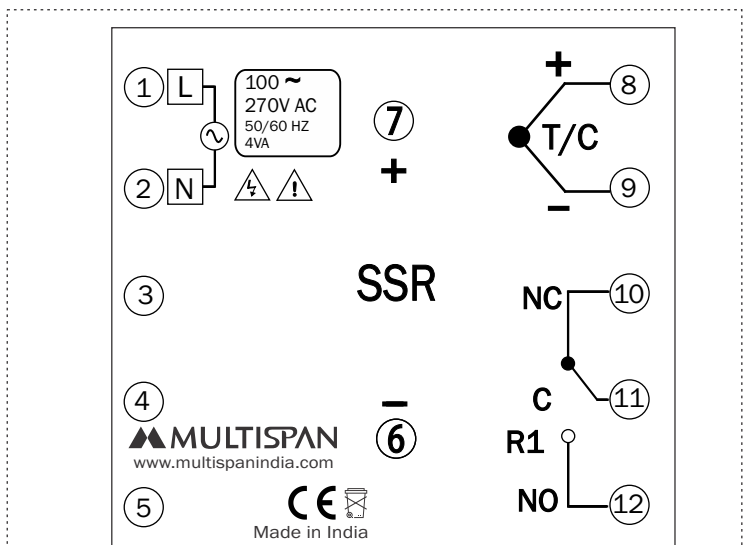 1 L
100 ~
270V AC
50/60 HZ
4VA
2 N
7
+
+
8
T/C
9
−
3
SSR
NC 10
4
−
C 11
MULTISPAN
www.multispanindia.com
6
R1
5
CE
Made in India
NO 12